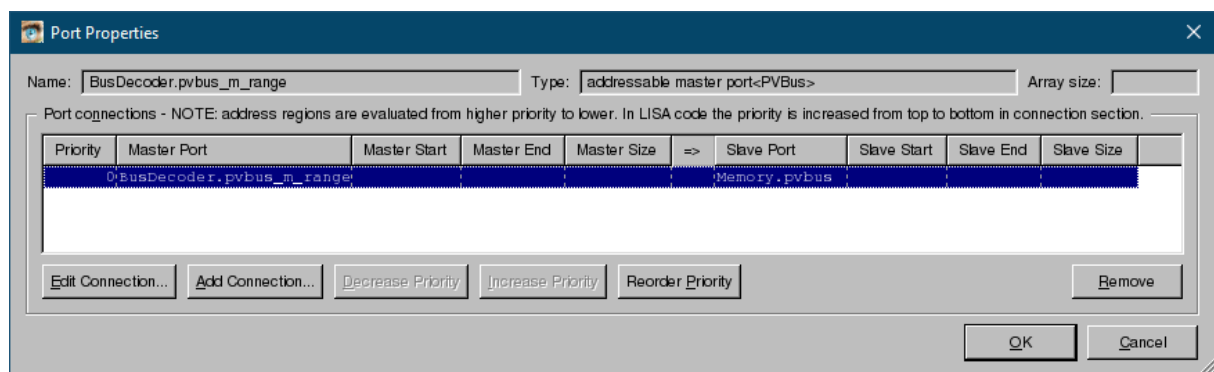 Port Properties
Name: BusDecoder.pvbus_m_range Type: addressable master port<PVBus> Array size:
Port connections - NOTE: address regions are evaluated from higher priority to lower. In LISA code the priority is increased from top to bottom in connection section.
Priority Master Port Master Start Master End Master Size => Slave Port Slave Start Slave End Slave Size
0 BusDecoder.pvbus_m_range Memory.pvbus
Edit Connection... Add Connection... Decrease Priority Increase Priority Reorder Priority Remove
OK Cancel